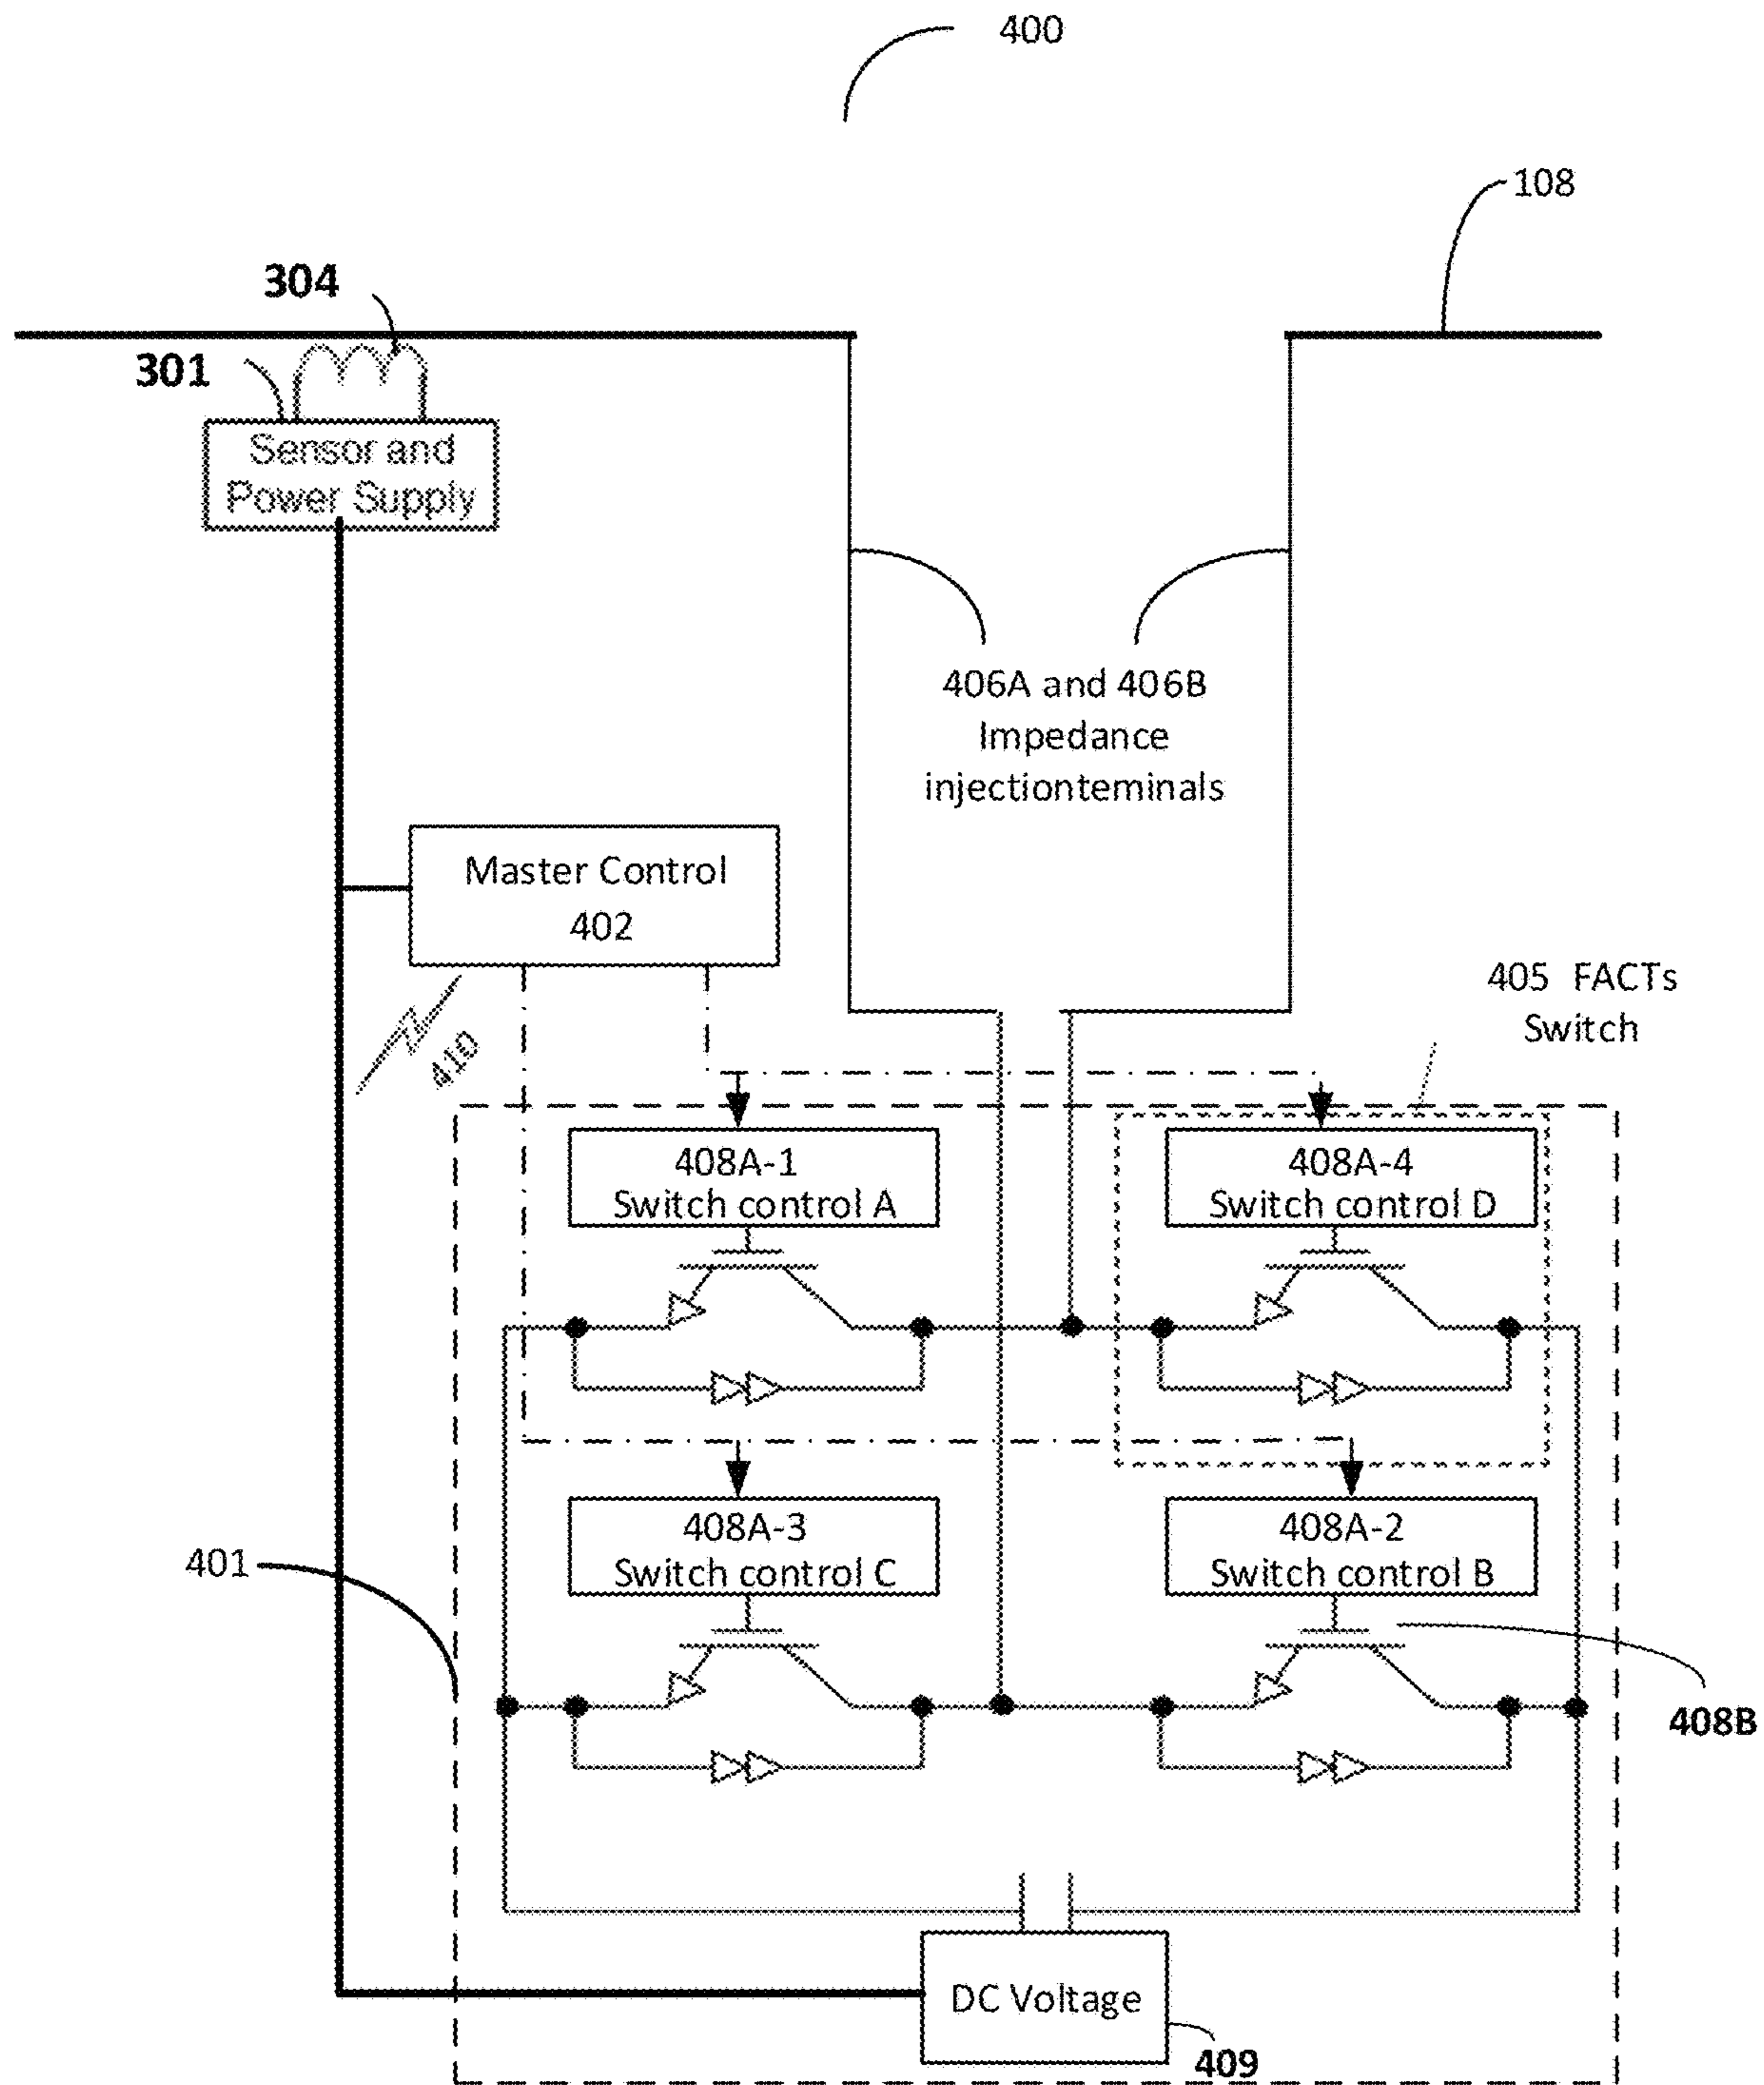 400
108
304
301
Sensor and
Power Supply
406A and 406B
Impedance
injectionteminals
Master Control
402
410
405 FACTs
Switch
408A-1
Switch control A
408A-4
Switch control D
408A-3
Switch control C
408A-2
Switch control B
401
408B
DC Voltage
409